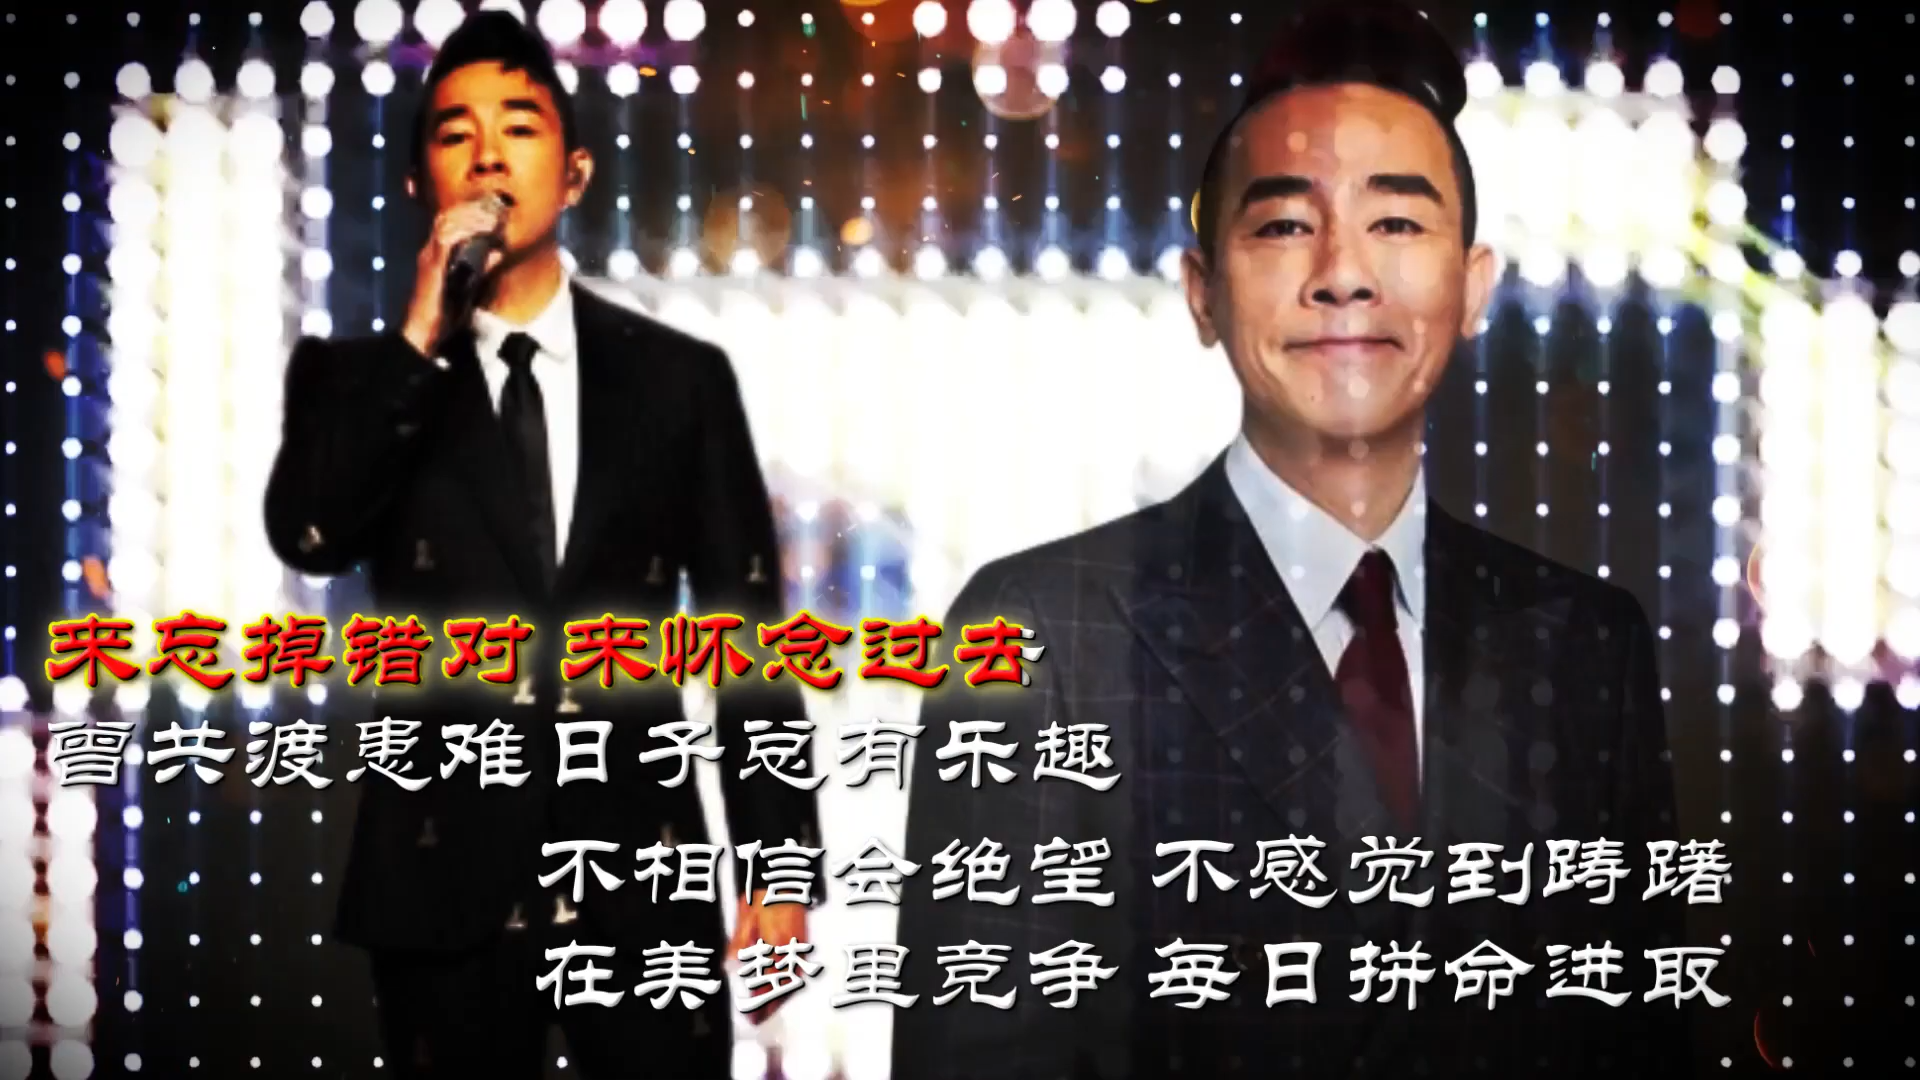 来忘掉错对 来怀念过去
曾共渡患难日子总有乐趣
不相信会绝望 不感觉到踌躇
在美梦里竞争 每日拼命进取